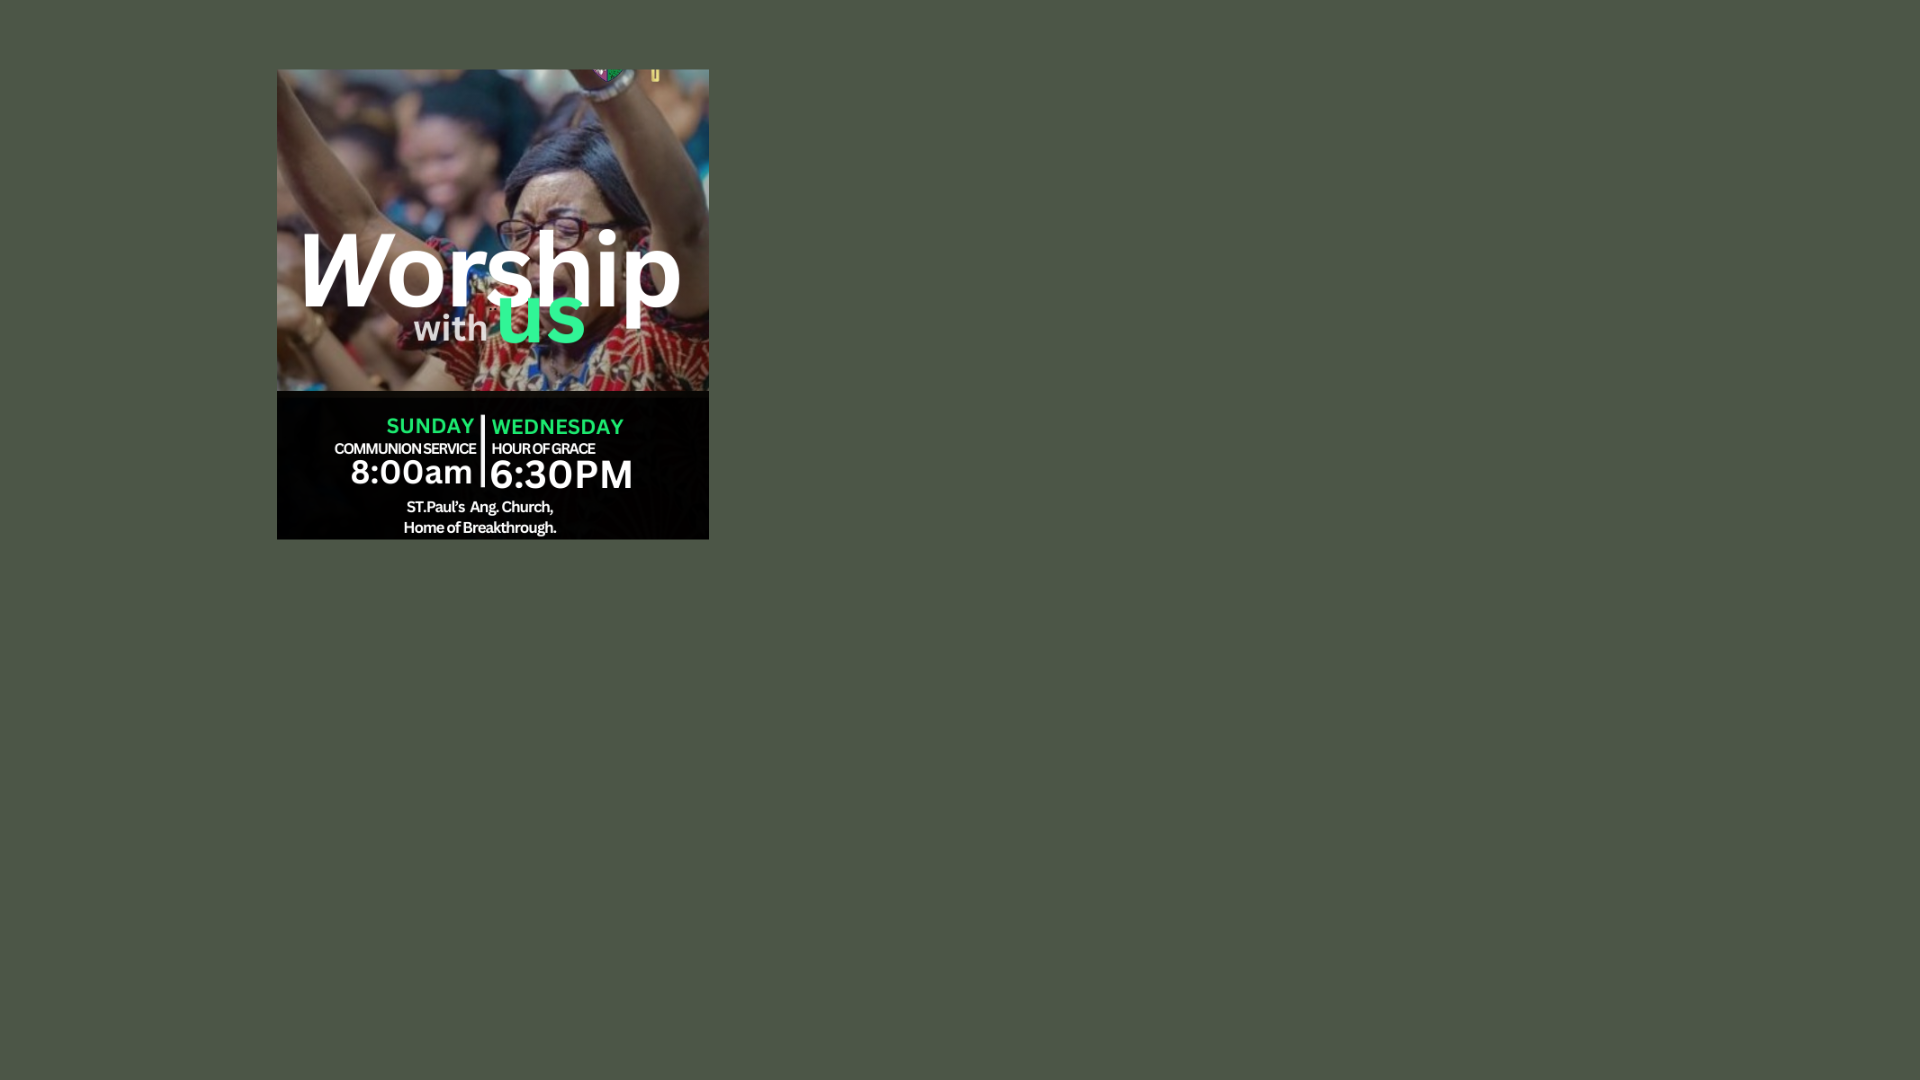 Worship
with us
SUNDAY
COMMUNION SERVICE
8:00am
WEDNESDAY
HOUR OF GRACE
6:30PM
ST.Paul's Ang. Church,
Home of Breakthrough.